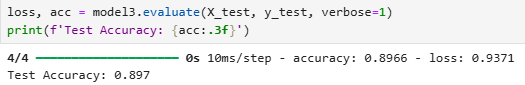 loss, acc = model3.evaluate(X_test, y_test, verbose=1)
print(f'Test Accuracy: {acc:.3f}')
4/4 ━━━━━━━━━━━━━━━━━━━━ 0s 10ms/step - accuracy: 0.8966 - loss: 0.9371
Test Accuracy: 0.897